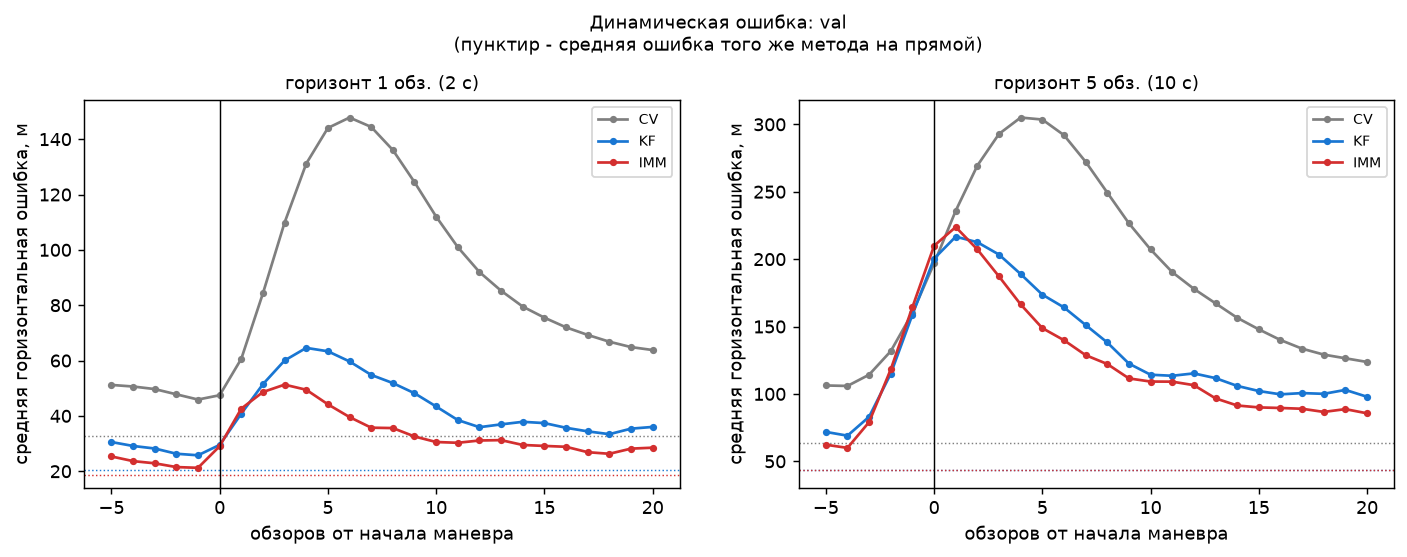 Динамическая ошибка: val
(пунктир - средняя ошибка того же метода на прямой)
горизонт 1 обз. (2 с)
средняя горизонтальная ошибка, м
140
120
100
80
60
40
20
−5
0
5
10
15
20
обзоров от начала маневра
CV
KF
IMM
горизонт 5 обз. (10 с)
средняя горизонтальная ошибка, м
300
250
200
150
100
50
−5
0
5
10
15
20
обзоров от начала маневра
CV
KF
IMM